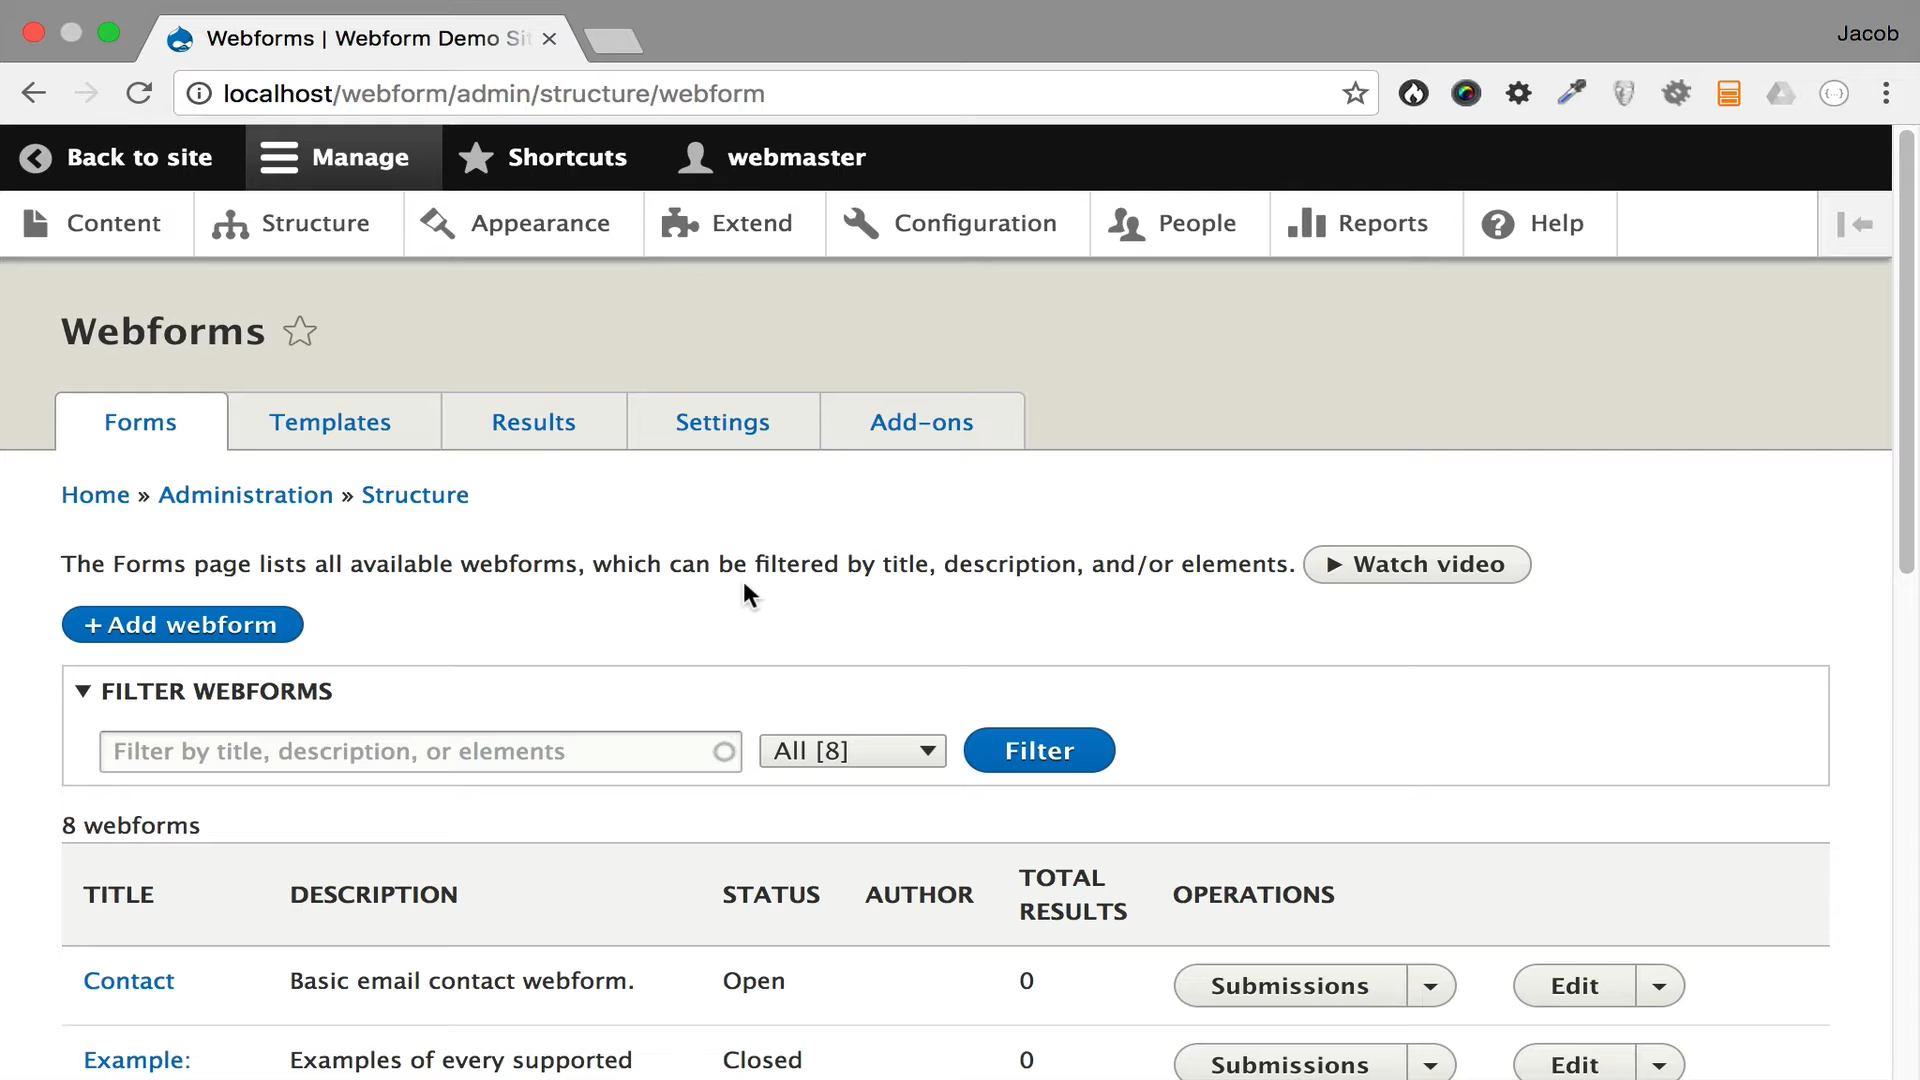 Webforms | Webform Demo Sit
Jacob
localhost/webform/admin/structure/webform
Back to site Manage Shortcuts webmaster
Content Structure Appearance Extend Configuration People Reports Help
Webforms
Forms Templates Results Settings Add-ons
Home » Administration » Structure
The Forms page lists all available webforms, which can be filtered by title, description, and/or elements. ▶ Watch video
+ Add webform
▼ FILTER WEBFORMS
Filter by title, description, or elements All [8] Filter
8 webforms
TITLE DESCRIPTION STATUS AUTHOR TOTAL RESULTS OPERATIONS
Contact Basic email contact webform. Open 0 Submissions Edit
Example: Examples of every supported Closed 0 Submissions Edit